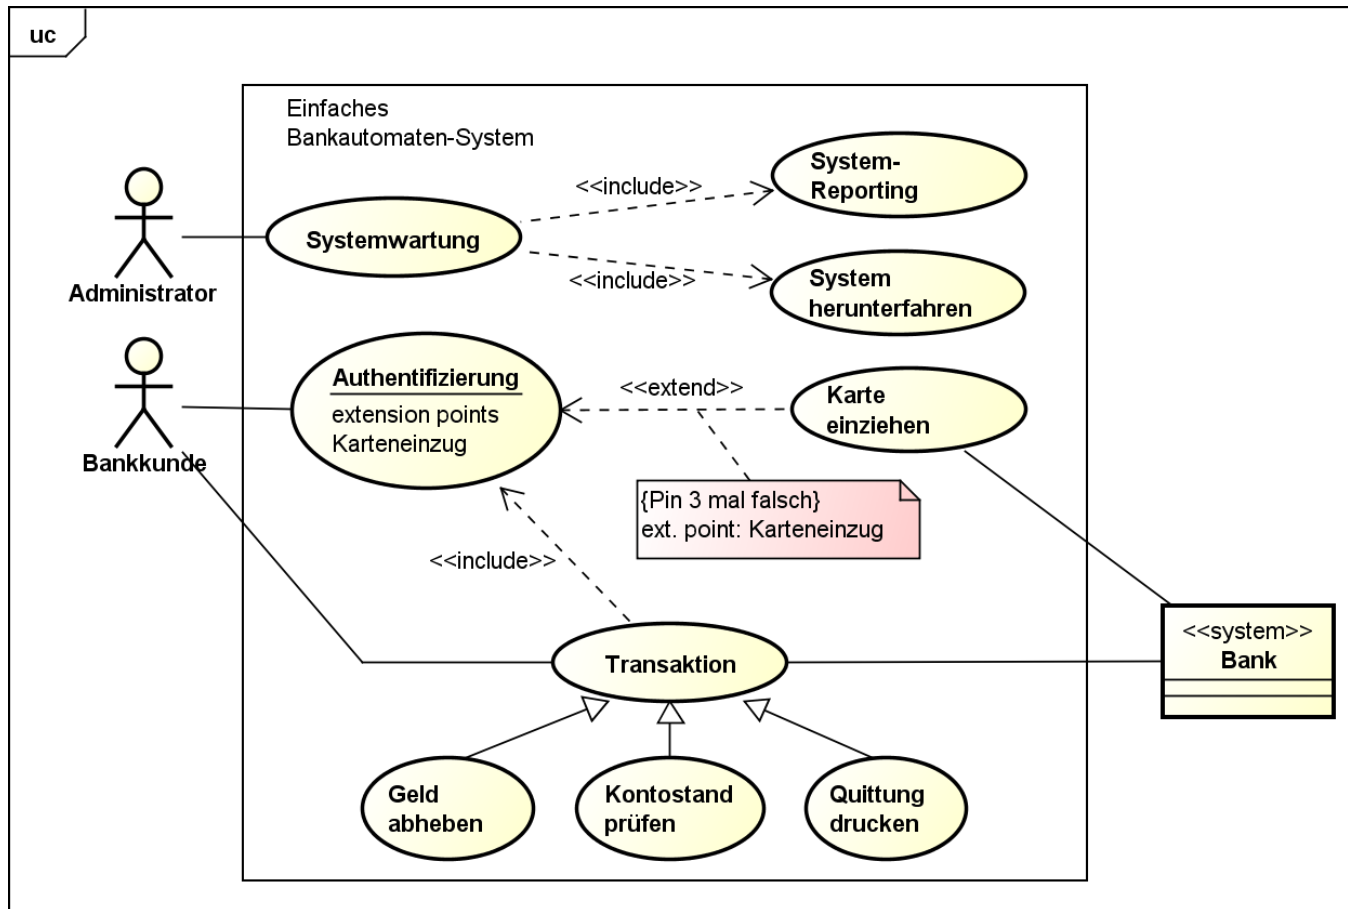 uc
Einfaches
Bankautomaten-System
System-
Reporting
<<include>>
Systemwartung
<<include>>
System
herunterfahren
Administrator
Authentifizierung
extension points
Karteneinzug
<<extend>>
Karte
einziehen
Bankkunde
{Pin 3 mal falsch}
ext. point: Karteneinzug
<<include>>
<<system>>
Bank
Transaktion
Geld
abheben
Kontostand
prüfen
Quittung
drucken